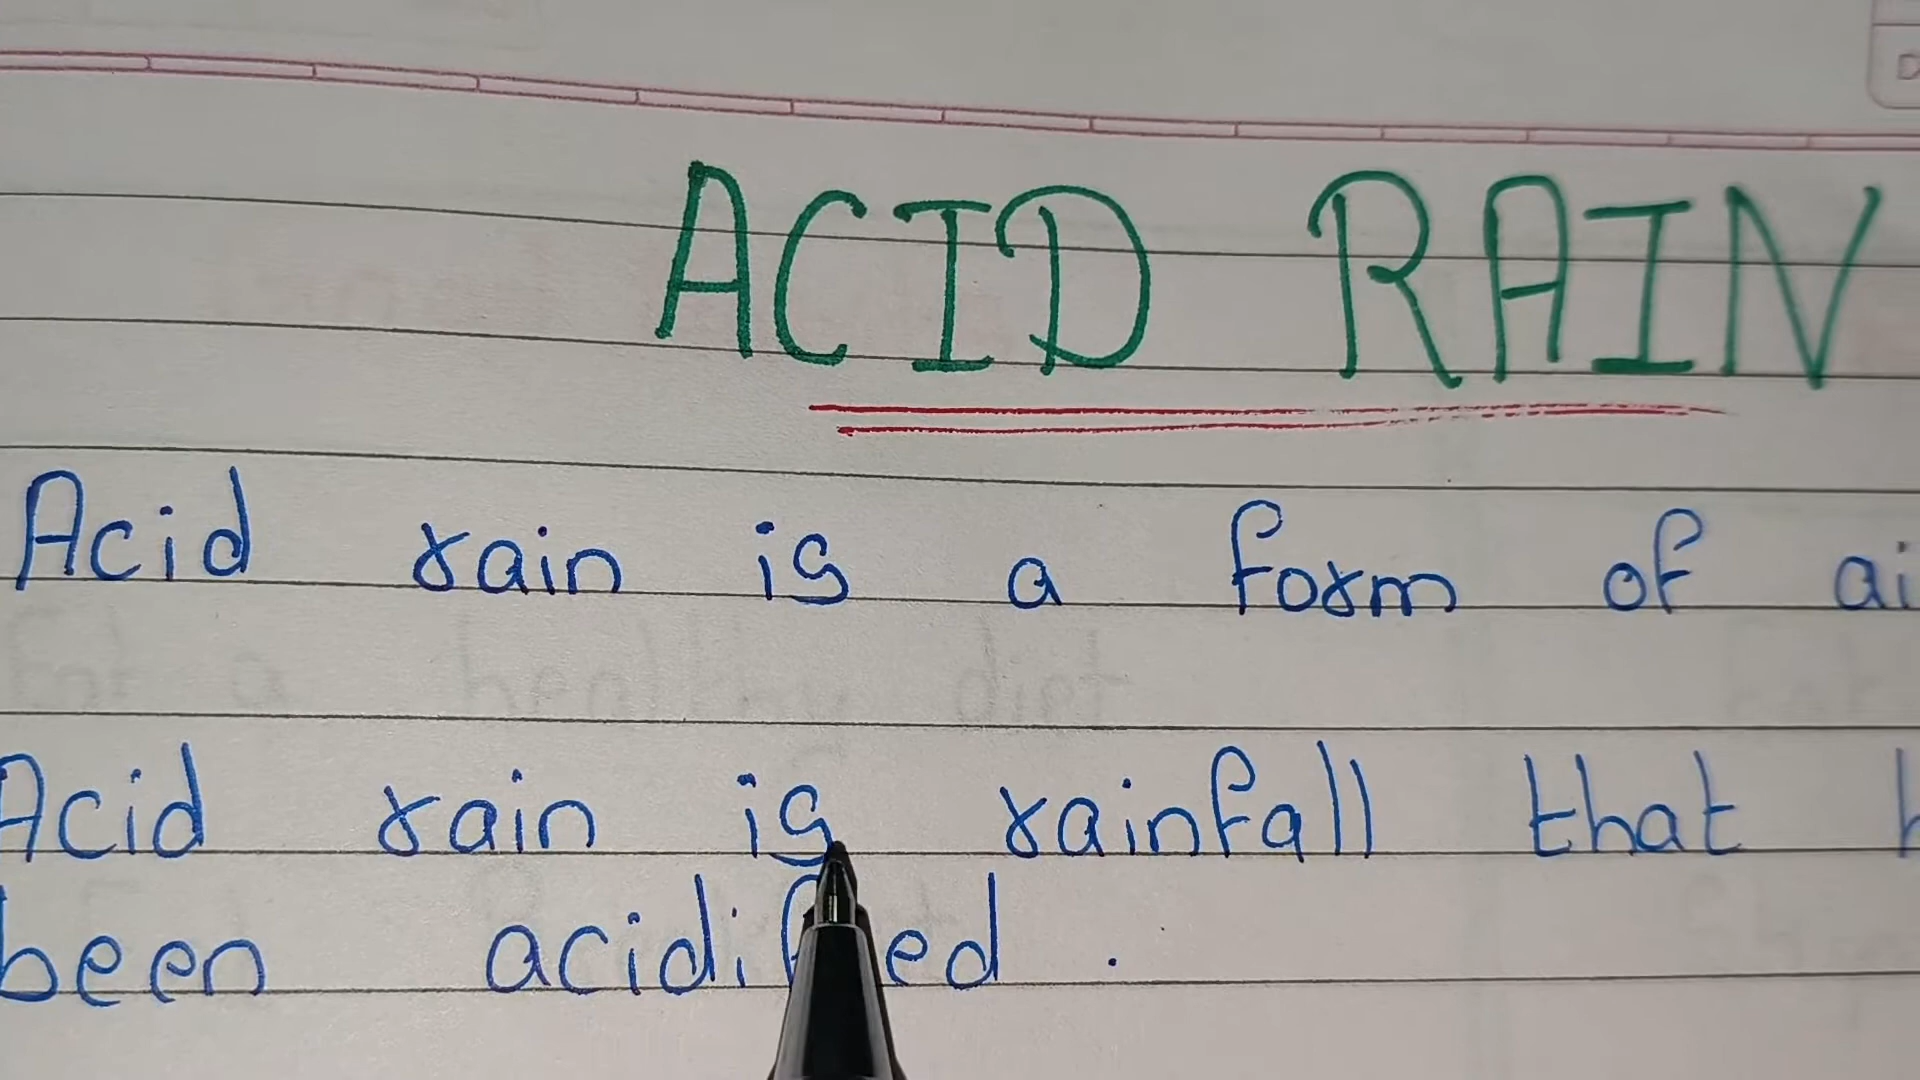 ACID RAIN
Acid rain is a form of
Acid rain is rainfall that
been acidified.